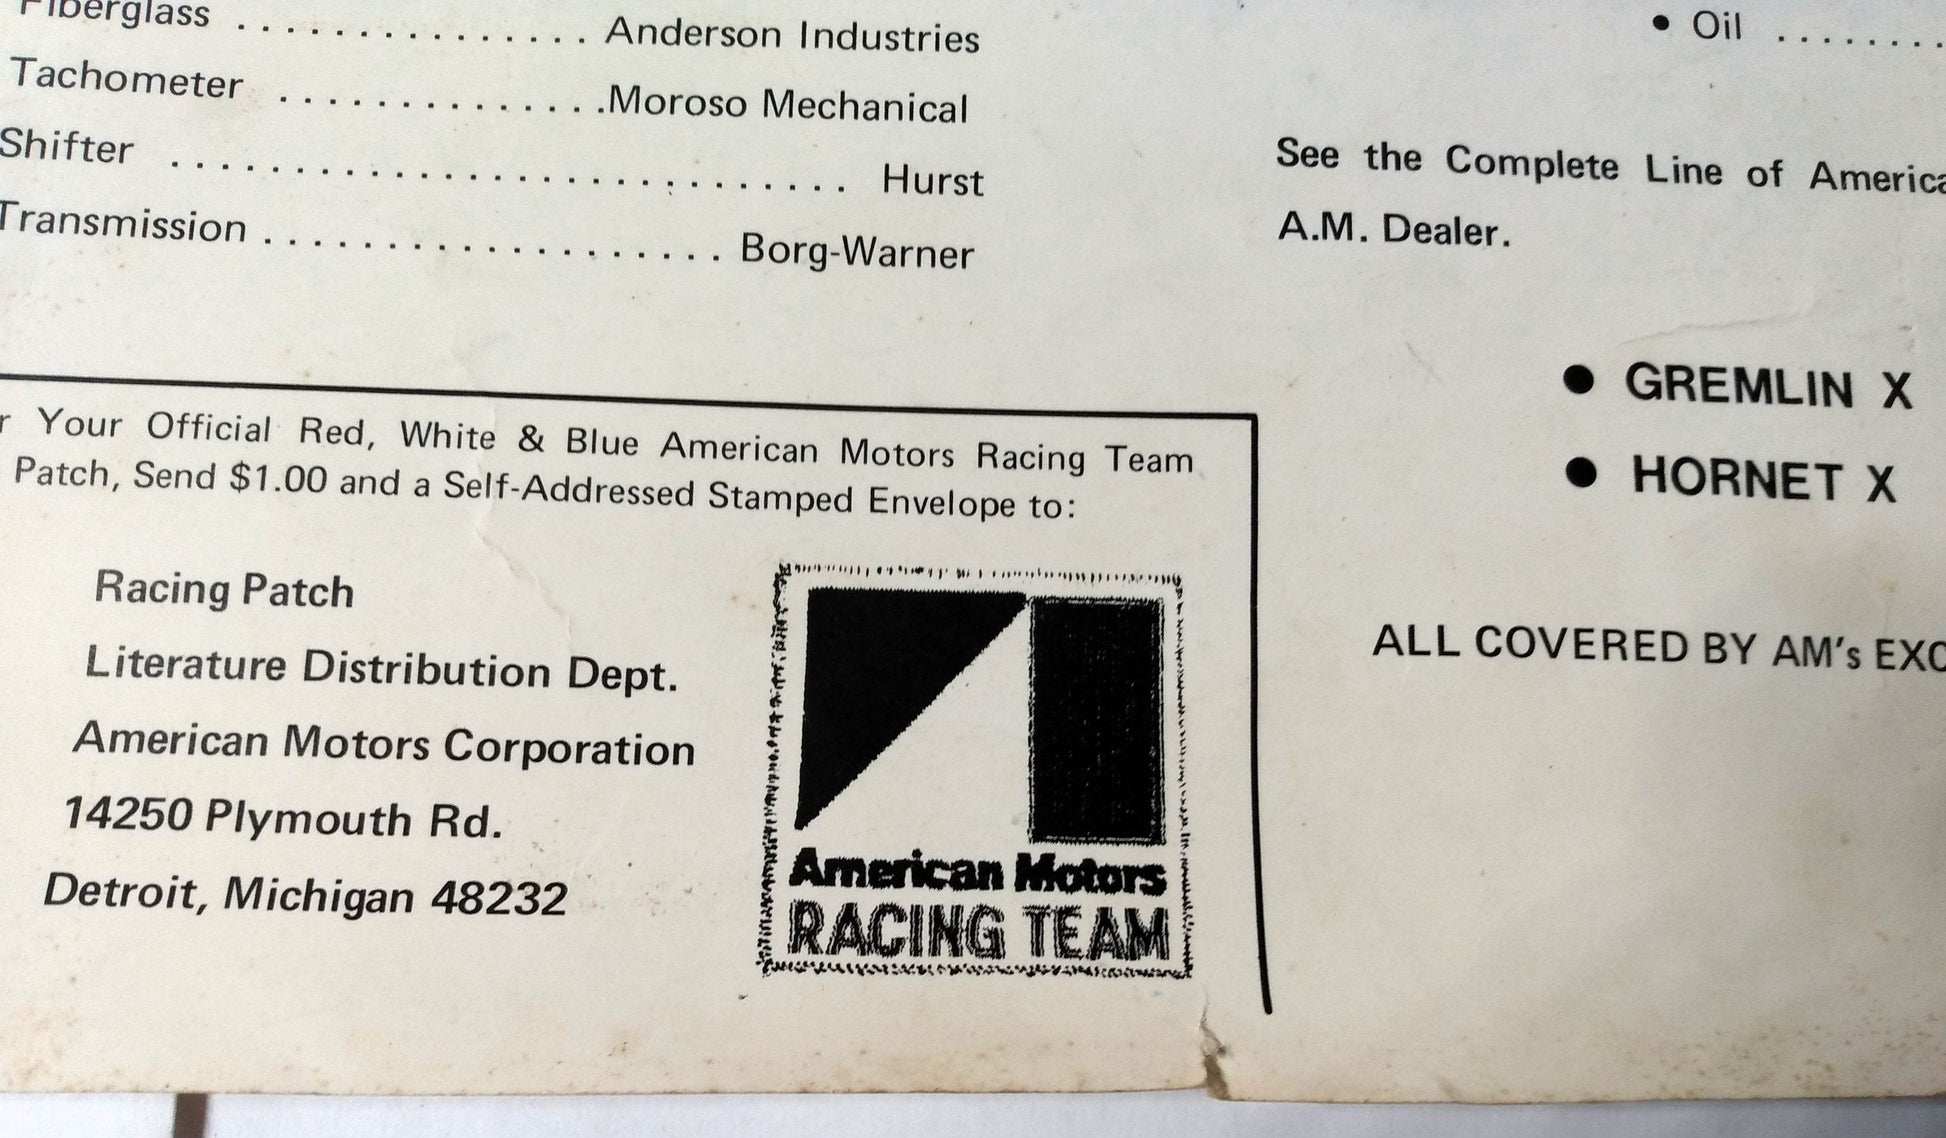 Fiberglass . . . . . . . . . . . . . . . Anderson Industries
Tachometer . . . . . . . . . . . . . . Moroso Mechanical
Shifter . . . . . . . . . . . . . . . . . . . . . . . . . . . . Hurst
Transmission . . . . . . . . . . . . . . . . . . . Borg-Warner
r Your Official Red, White & Blue American Motors Racing Team
Patch, Send $1.00 and a Self-Addressed Stamped Envelope to:
Racing Patch
Literature Distribution Dept.
American Motors Corporation
14250 Plymouth Rd.
Detroit, Michigan 48232
American Motors
RACING TEAM
• Oil . . . . . . . .
See the Complete Line of America
A.M. Dealer.
● GREMLIN X
● HORNET X
ALL COVERED BY AM's EXC